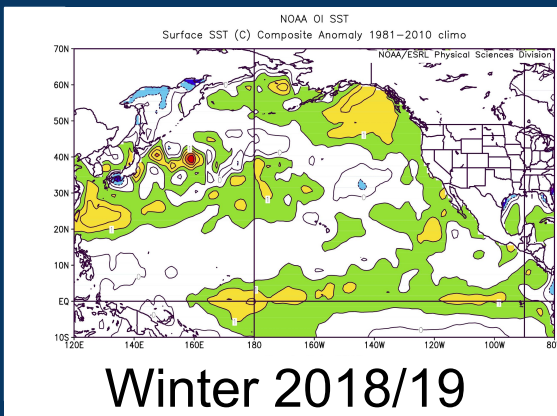 NOAA OI SST
Surface SST (C) Composite Anomaly 1981-2010 climo
NOAA/ESRL Physical Sciences Division
70N
60N
50N
40N
30N
20N
10N
EQ
10S
120E 140E 160E 180 160W 140W 120W 100W 80
Winter 2018/19